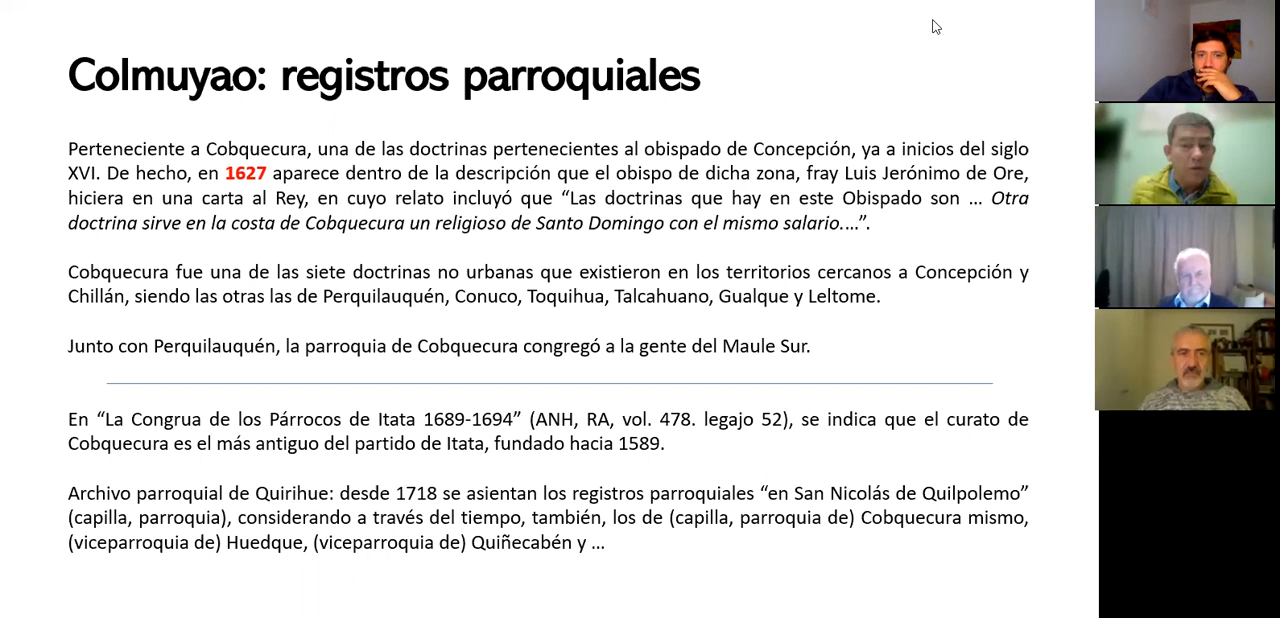 Colmuyao: registros parroquiales
Perteneciente a Cobquecura, una de las doctrinas pertenecientes al obispado de Concepción, ya a inicios del siglo
XVI. De hecho, en 1627 aparece dentro de la descripción que el obispo de dicha zona, fray Luis Jerónimo de Ore,
hiciera en una carta al Rey, en cuyo relato incluyó que “Las doctrinas que hay en este Obispado son … Otra
doctrina sirve en la costa de Cobquecura un religioso de Santo Domingo con el mismo salario.…”.
Cobquecura fue una de las siete doctrinas no urbanas que existieron en los territorios cercanos a Concepción y
Chillán, siendo las otras las de Perquilauquén, Conuco, Toquihua, Talcahuano, Gualque y Leltome.
Junto con Perquilauquén, la parroquia de Cobquecura congregó a la gente del Maule Sur.
En “La Congrua de los Párrocos de Itata 1689-1694” (ANH, RA, vol. 478. legajo 52), se indica que el curato de
Cobquecura es el más antiguo del partido de Itata, fundado hacia 1589.
Archivo parroquial de Quirihue: desde 1718 se asientan los registros parroquiales “en San Nicolás de Quilpolemo”
(capilla, parroquia), considerando a través del tiempo, también, los de (capilla, parroquia de) Cobquecura mismo,
(viceparroquia de) Huedque, (viceparroquia de) Quiñecabén y …